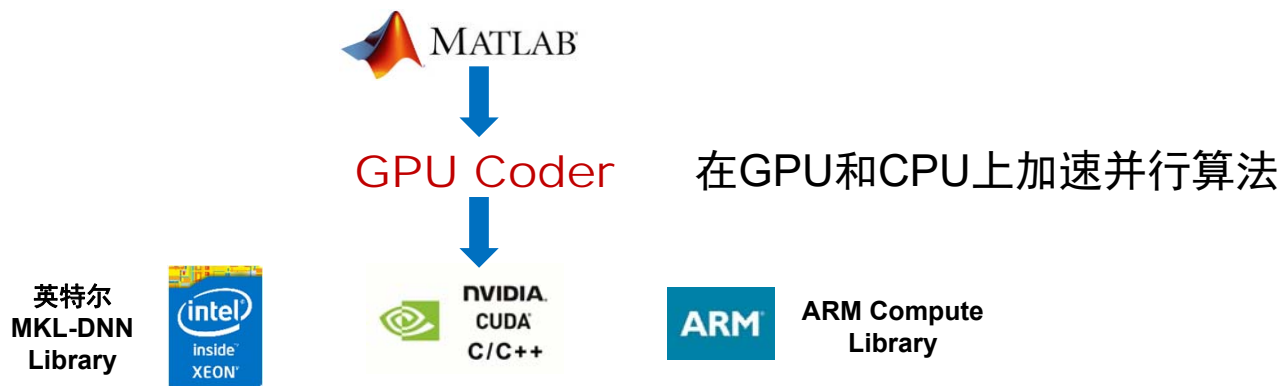 MATLAB
GPU Coder
在GPU和CPU上加速并行算法
英特尔
MKL-DNN
Library
intel
inside™
XEON®
NVIDIA.
CUDA
C/C++
ARM
ARM Compute
Library